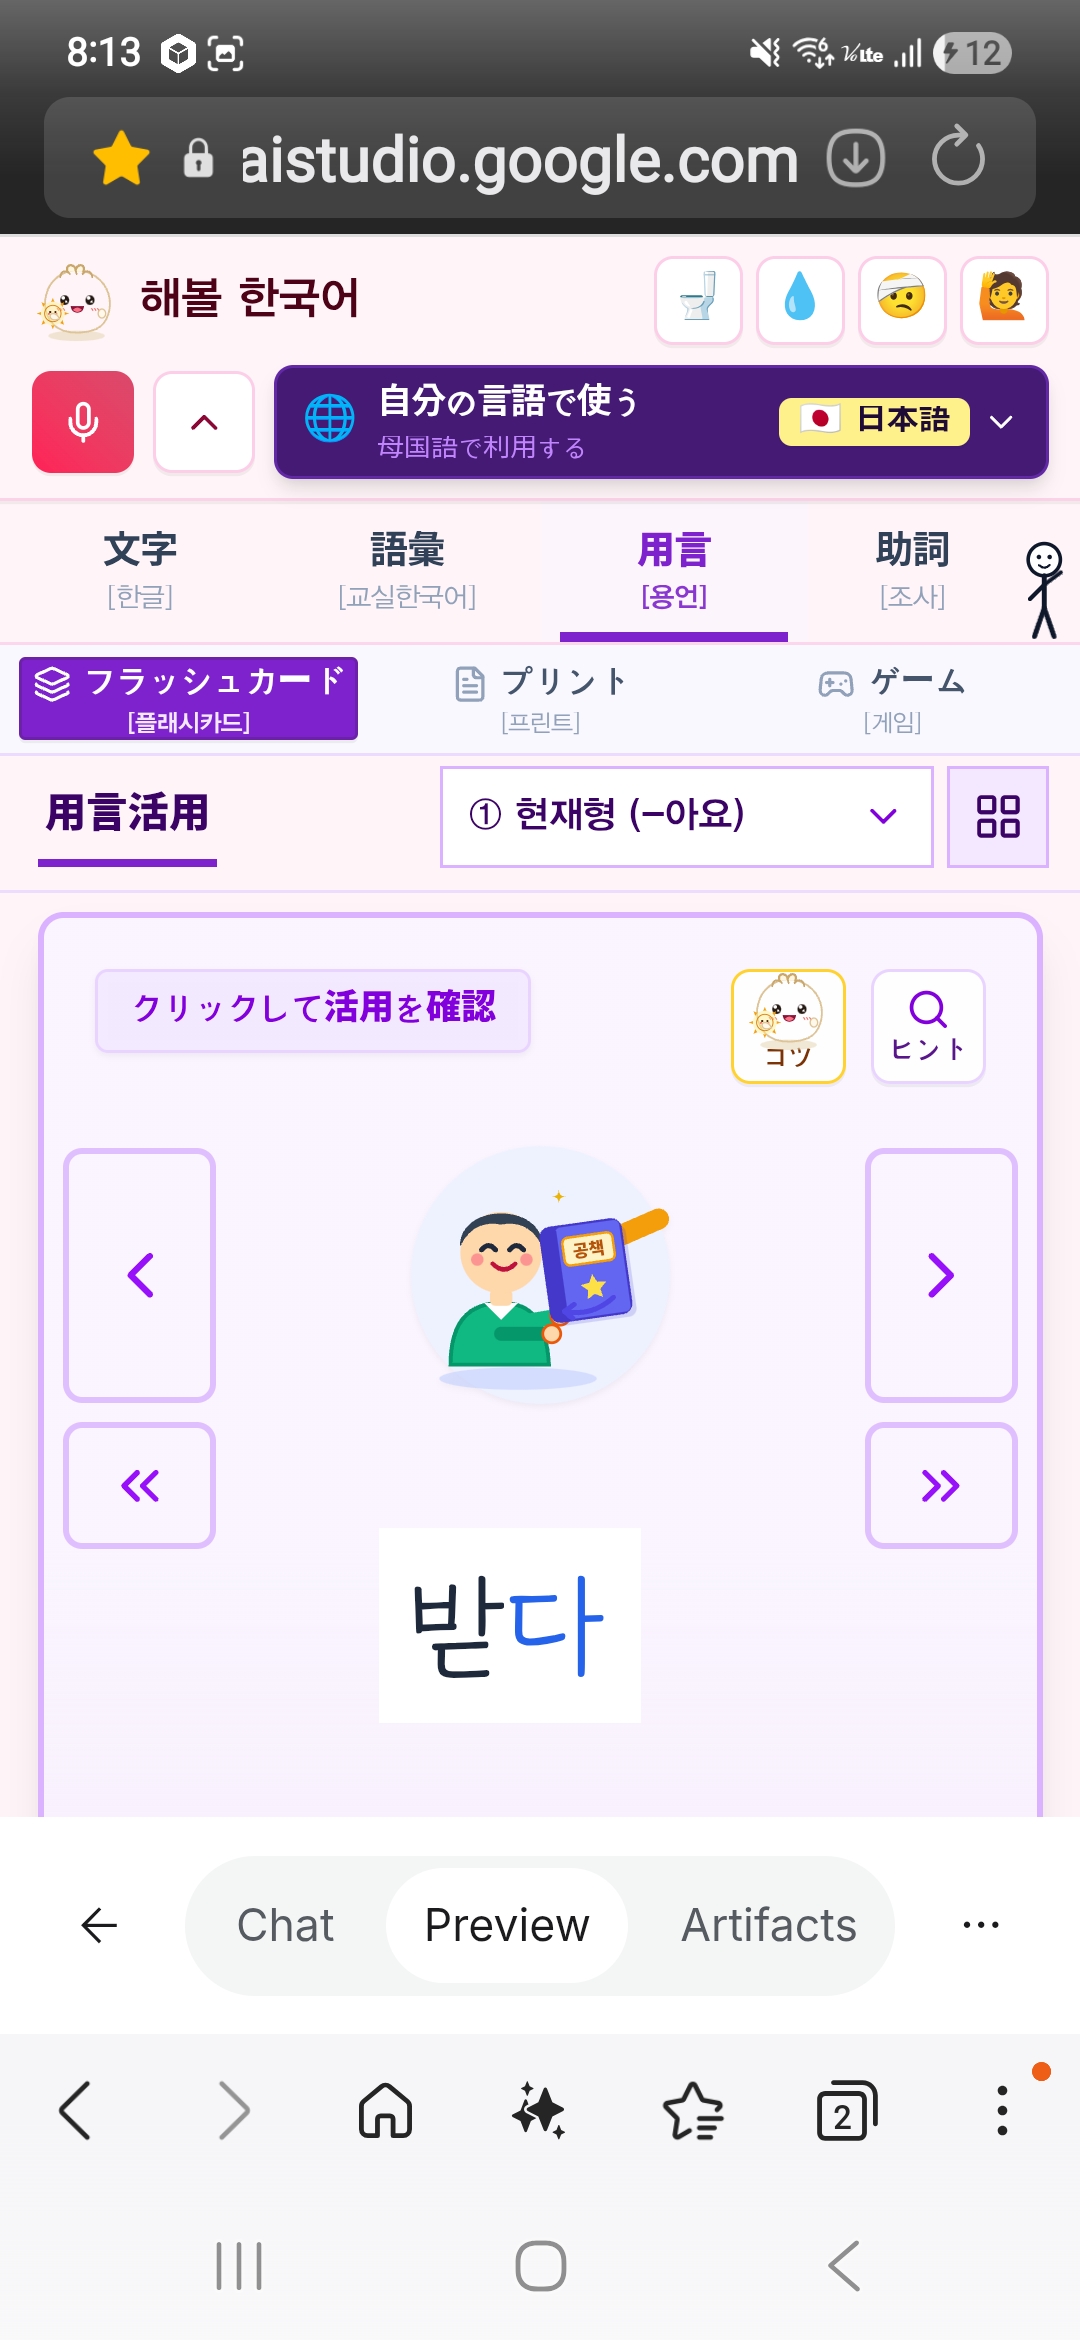 8:13
6
VoLTE
12
aistudio.google.com
해볼 한국어
自分の言語で使う
母国語で利用する
日本語
文字
語彙
用言
助詞
[한글]
[교실한국어]
[용언]
[조사]
フラッシュカード
[플래시카드]
プリント
[프린트]
ゲーム
[게임]
用言活用
① 현재형 (–아요)
クリックして活用を確認
コツ
ヒント
공책
받다
Chat
Preview
Artifacts
2